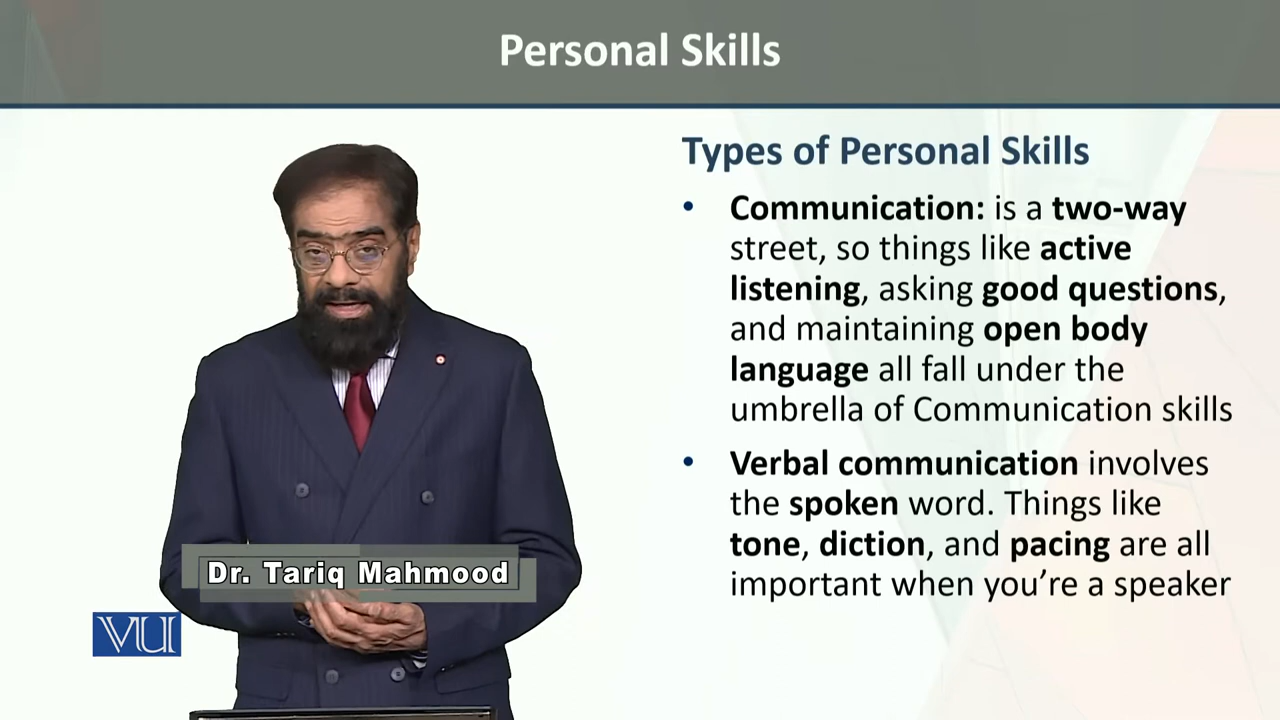 Personal Skills
Types of Personal Skills
• Communication: is a two-way
street, so things like active
listening, asking good questions,
and maintaining open body
language all fall under the
umbrella of Communication skills
• Verbal communication involves
the spoken word. Things like
tone, diction, and pacing are all
important when you’re a speaker
Dr. Tariq Mahmood
VU